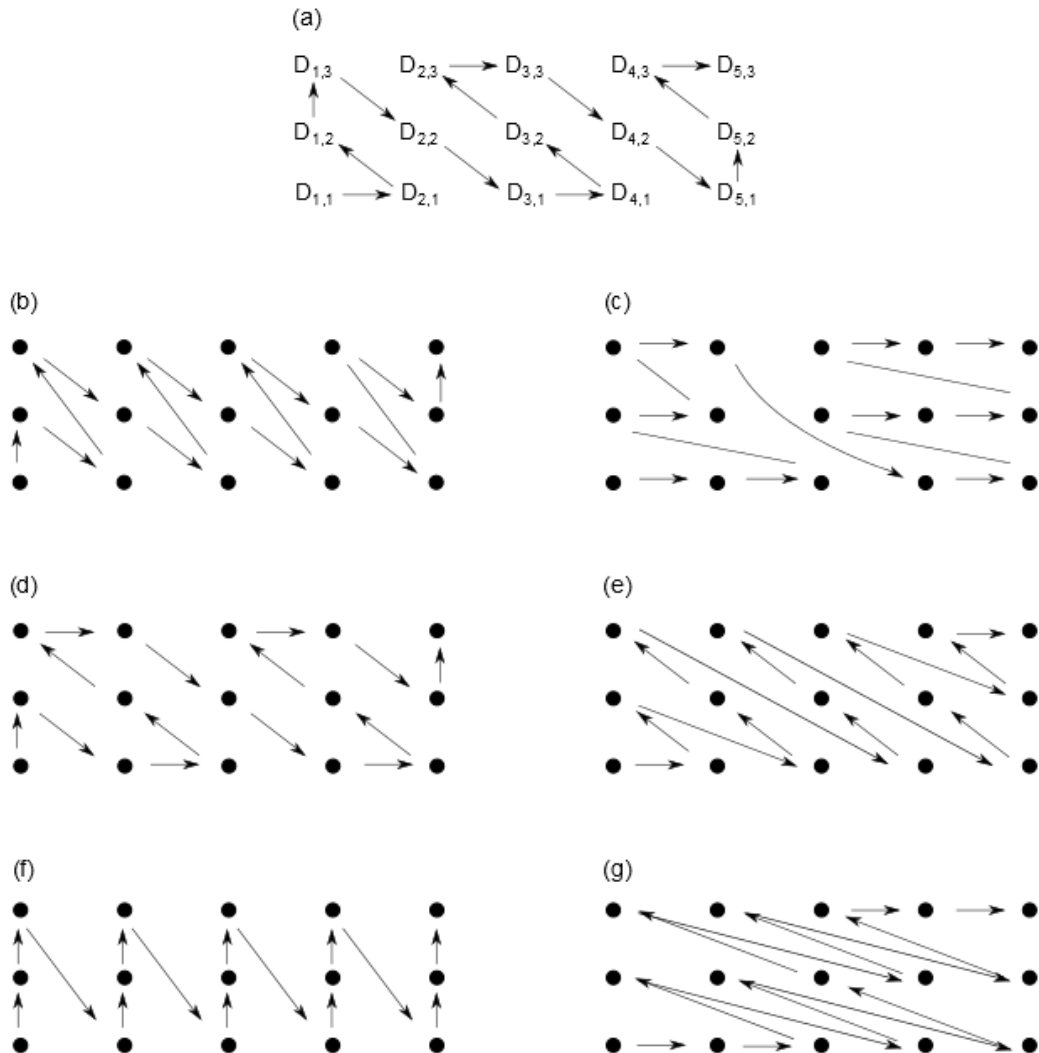 (a)
D1,3 D2,3 D3,3 D4,3 D5,3
D1,2 D2,2 D3,2 D4,2 D5,2
D1,1 D2,1 D3,1 D4,1 D5,1
(b) (c)
(d) (e)
(f) (g)